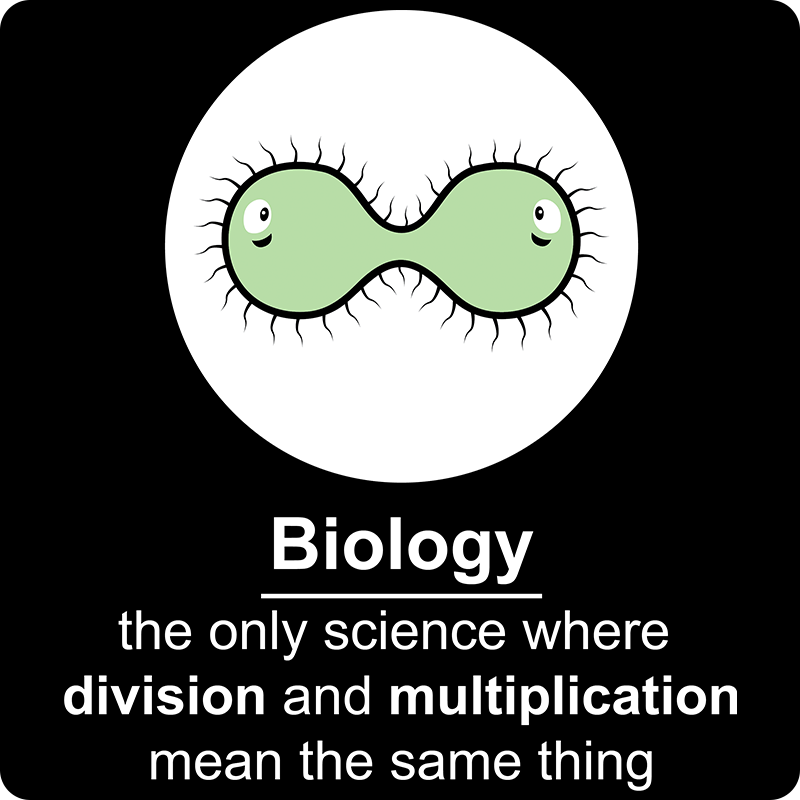 Biology
the only science where
division and multiplication
mean the same thing